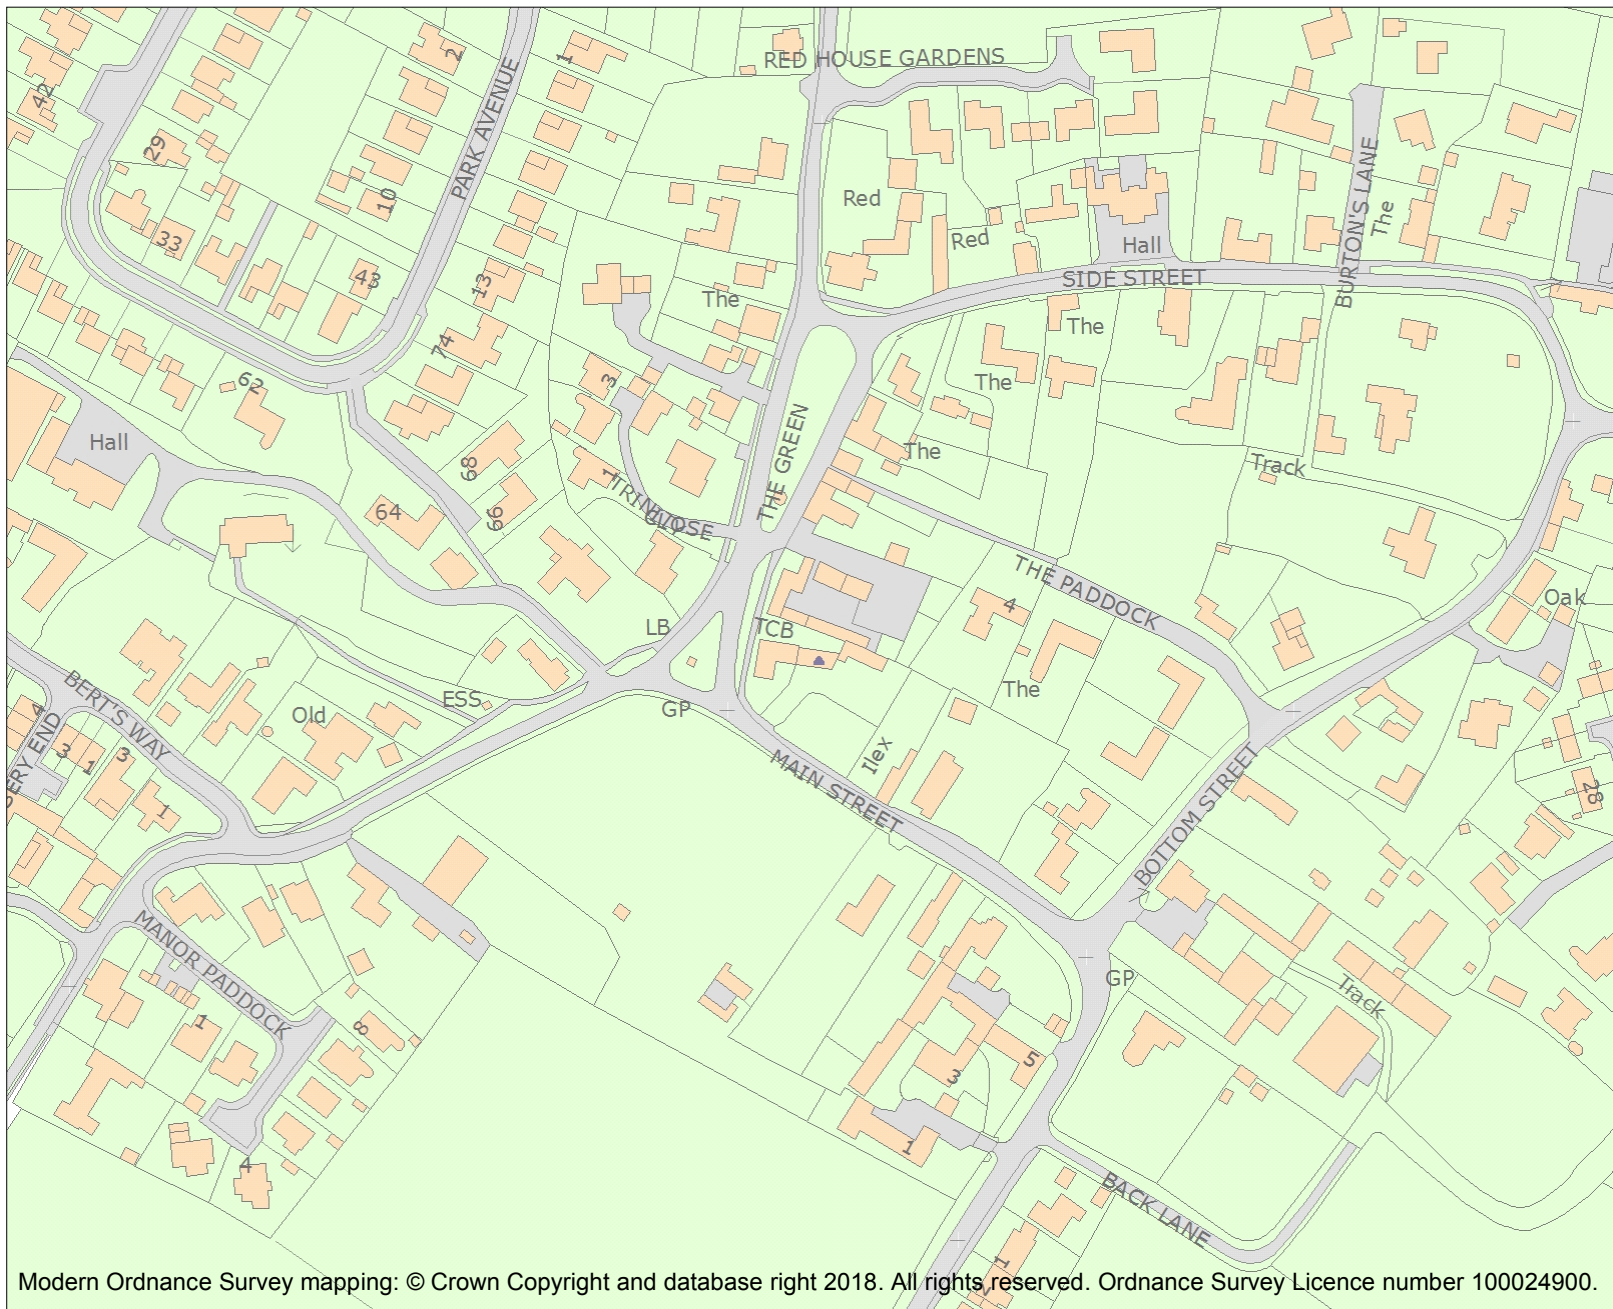 RED HOUSE GARDENS
2
1
42
PARK AVENUE
29
10
BURTON'S LANE
The
Red
Red
33
Hall
SIDE STREET
43
13
The
The
74
3
62
The
THE GREEN
Hall
The
68
1
Track
64
66
CLOSE
THE PADDOCK
4
Oak
LB
TCB
BERT'S WAY
ESS
The
GP
4
Old
3
1
3
1
Ilex
MAIN STREET
28
BOTTOM STREET
MANOR PADDOCK
GP
Track
1
8
5
3
1
4
BACK LANE
1
Modern Ordnance Survey mapping: © Crown Copyright and database right 2018. All rights reserved. Ordnance Survey Licence number 100024900.